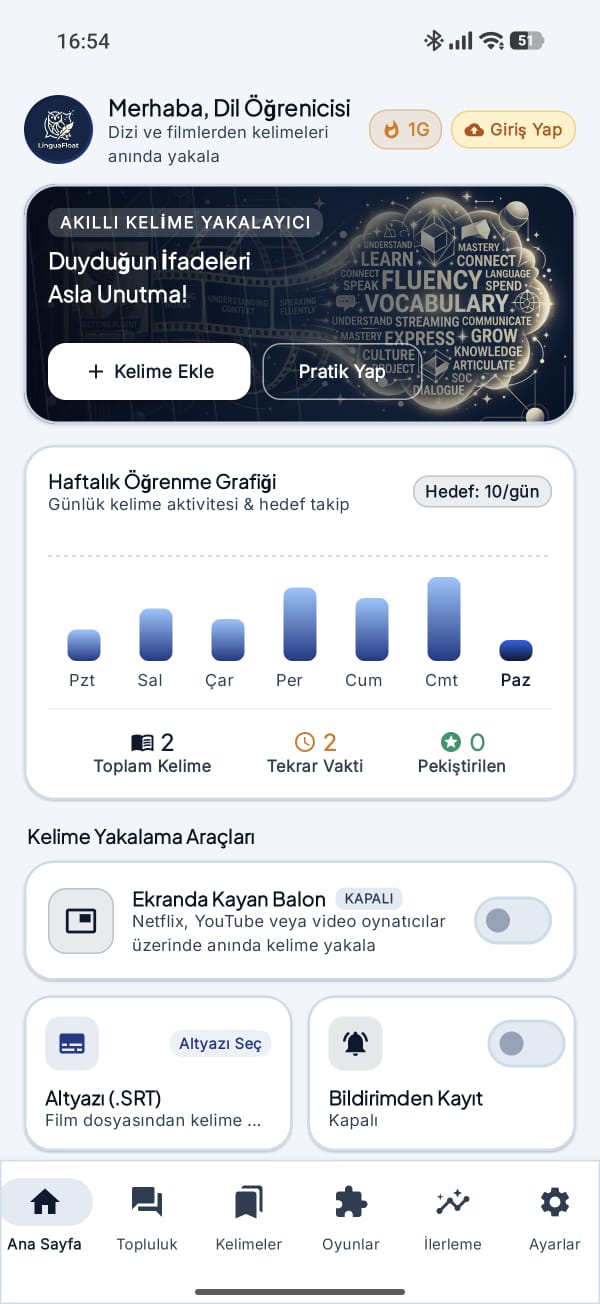 16:54
51
LinguaFloat
Merhaba, Dil Öğrenicisi
Dizi ve filmlerden kelimeleri
anında yakala
1G
Giriş Yap
AKILLI KELİME YAKALAYICI
Duyduğun İfadeleri
Asla Unutma!
UNDERSTAND
MASTERY
LEARN
CONNECT
CONNECT
FLUENCY
LANGUAGE
SPEAK
SPEND
VOCABULARY
UNDERSTANDING
CONTEXT
SPEAKING
FLUENTLY
UNDERSTAND STREAMING COMMUNICATE
MASTERY EXPRESS GROW
CULTURE
KNOWLEDGE
ARTICULATE
SOC
DIALOGUE
+ Kelime Ekle
Pratik Yap
Haftalık Öğrenme Grafiği
Günlük kelime aktivitesi & hedef takip
Hedef: 10/gün
Pzt Sal Çar Per Cum Cmt Paz
2 2 0
Toplam Kelime Tekrar Vakti Pekiştirilen
Kelime Yakalama Araçları
Ekranda Kayan Balon KAPALI
Netflix, YouTube veya video oynatıcılar
üzerinde anında kelime yakala
Altyazı Seç
Altyazı (.SRT)
Film dosyasından kelime ...
Bildirimden Kayıt
Kapalı
Ana Sayfa Topluluk Kelimeler Oyunlar İlerleme Ayarlar